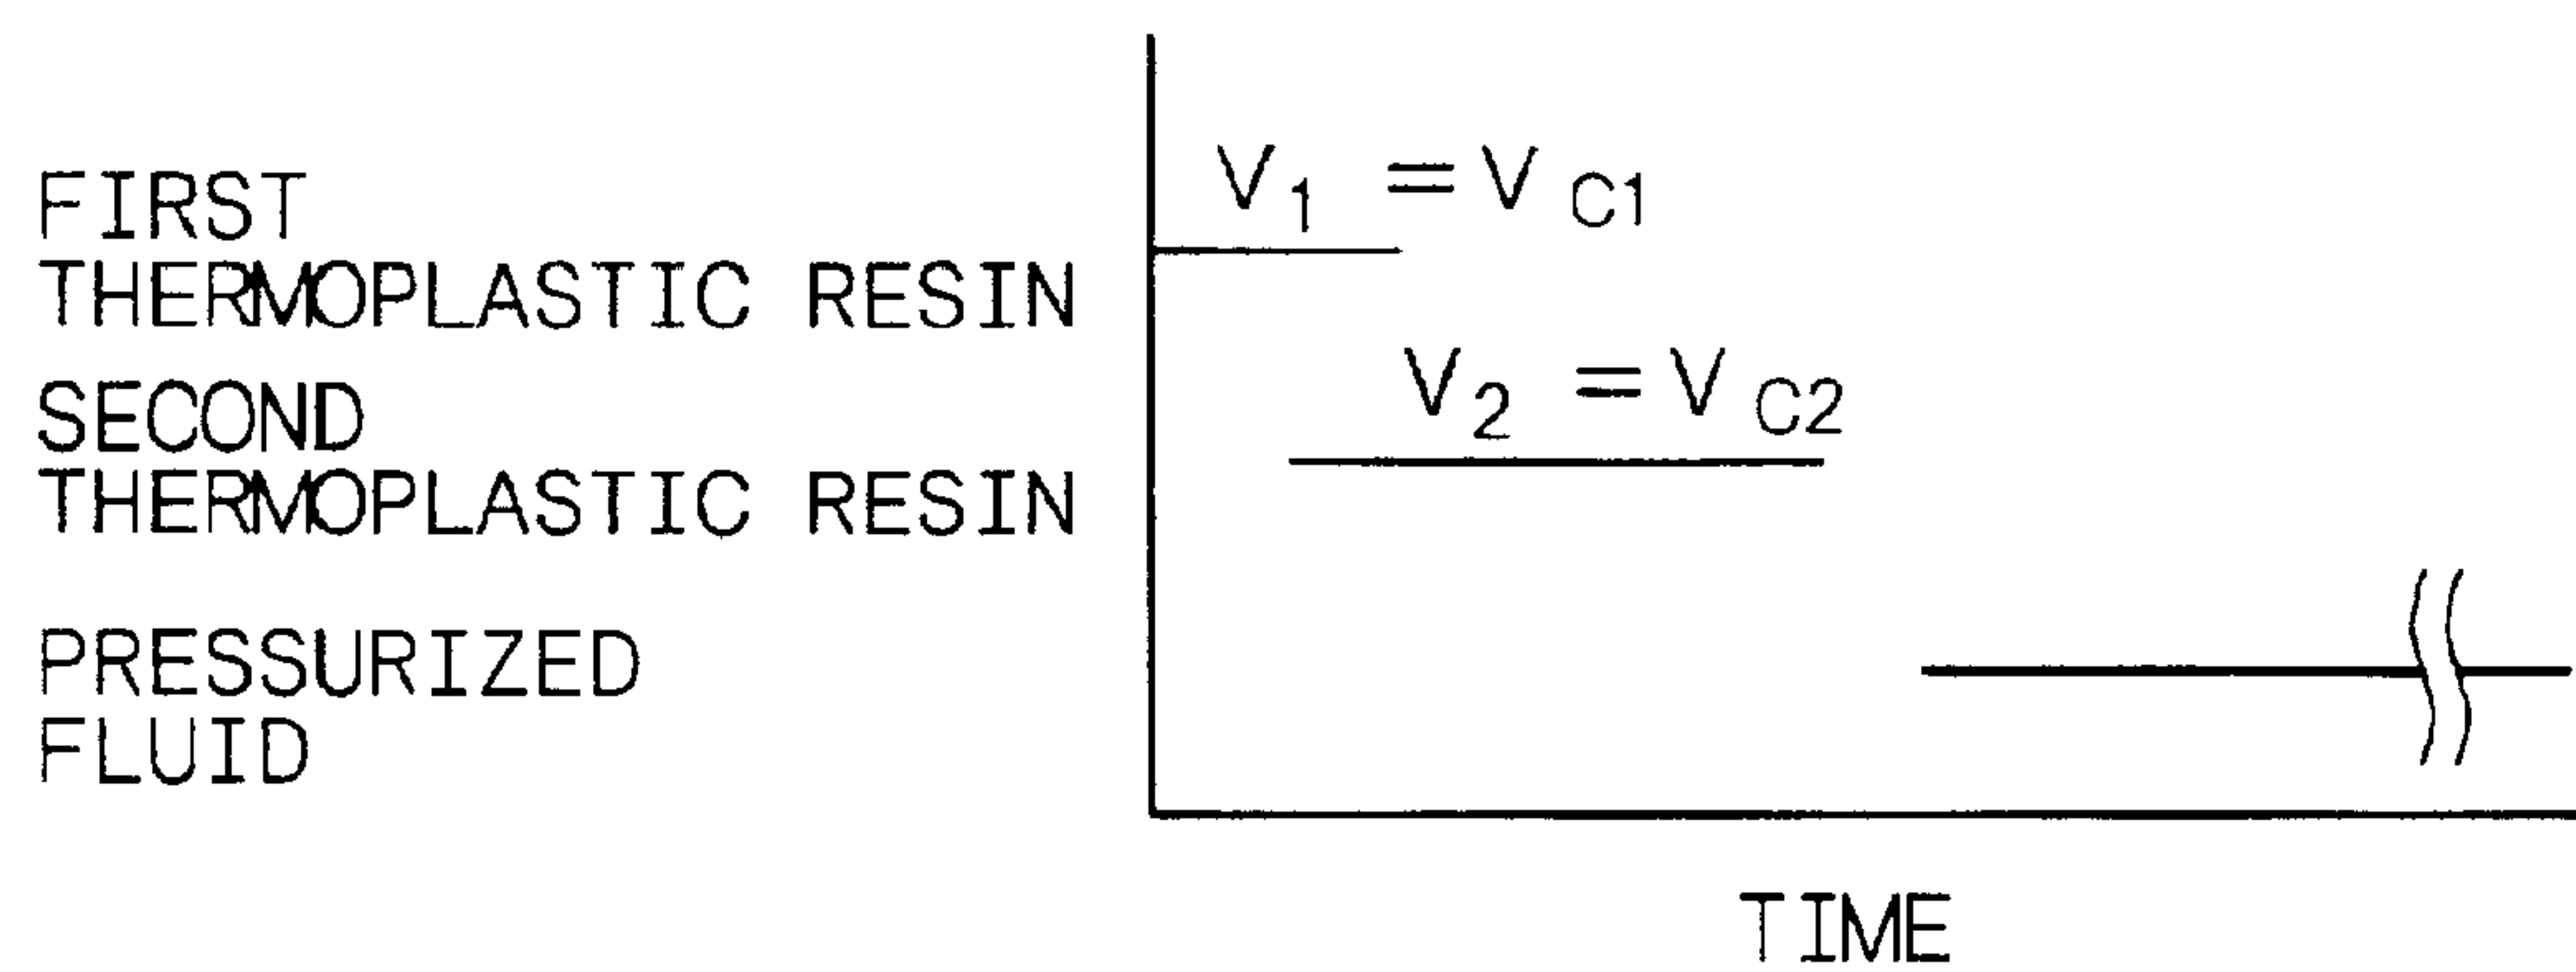 FIRST
THERMOPLASTIC RESIN
V1 = VC1
SECOND
THERMOPLASTIC RESIN
V2 = VC2
PRESSURIZED
FLUID
TIME